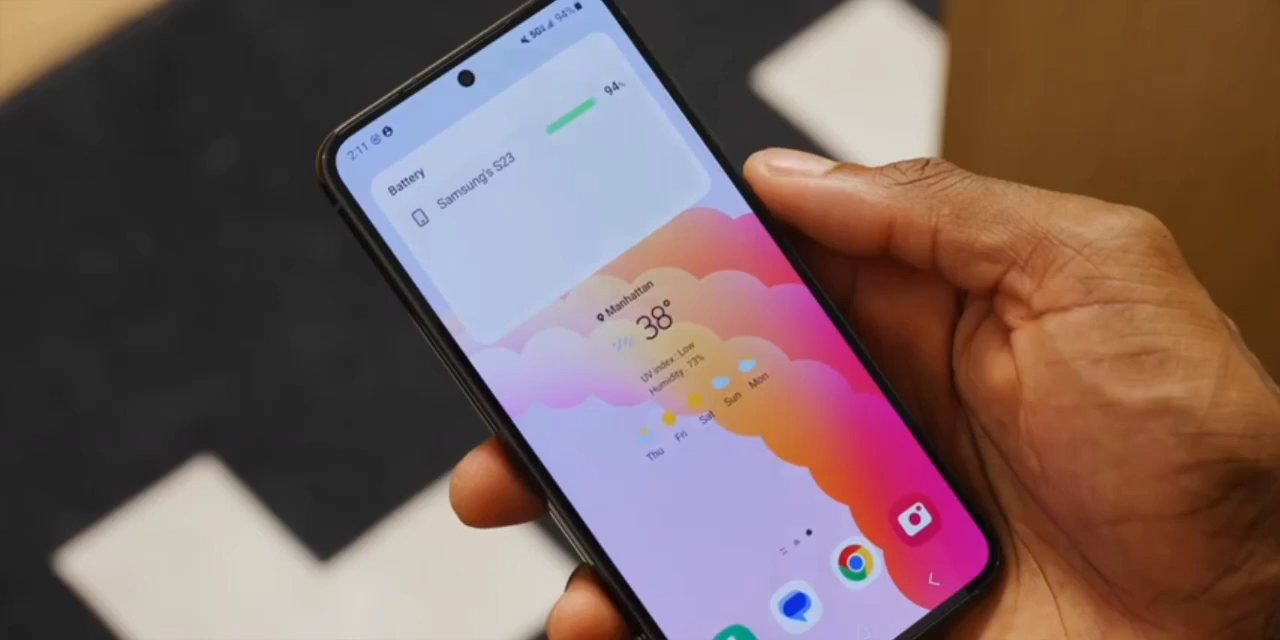 2:11 5G 94%
Battery
Samsung's S23 94%
Manhattan
38°
UV index : Low
Humidity : 73%
Thu Fri Sat Sun Mon